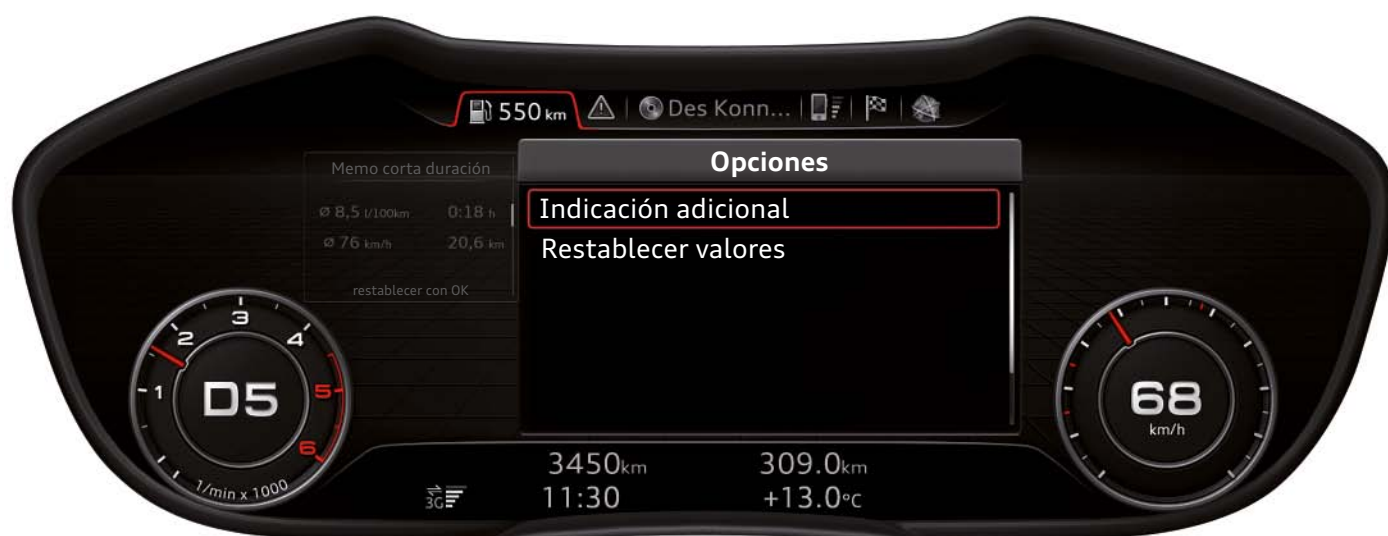 550 km Des Konn...
Memo corta duración
Ø 8,5 l/100km 0:18 h
Ø 76 km/h 20,6 km
restablecer con OK
Opciones
Indicación adicional
Restablecer valores
1 2 3 4 5 6
D5
1/min x 1000
68
km/h
3450km 309.0km
3G 11:30 +13.0°C